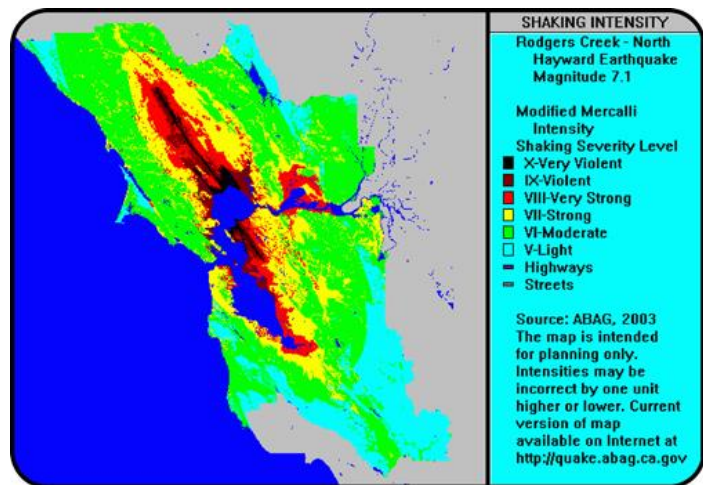 SHAKING INTENSITY
Rodgers Creek - North
Hayward Earthquake
Magnitude 7.1
Modified Mercalli
Intensity
Shaking Severity Level
X-Very Violent
IX-Violent
VIII-Very Strong
VII-Strong
VI-Moderate
V-Light
Highways
Streets
Source: ABAG, 2003
The map is intended
for planning only.
Intensities may be
incorrect by one unit
higher or lower. Current
version of map
available on Internet at
http://quake.abag.ca.gov